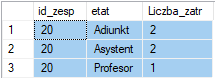 id_zesp etat Liczba_zatr
1 20 Adiunkt 2
2 20 Asystent 2
3 20 Profesor 1